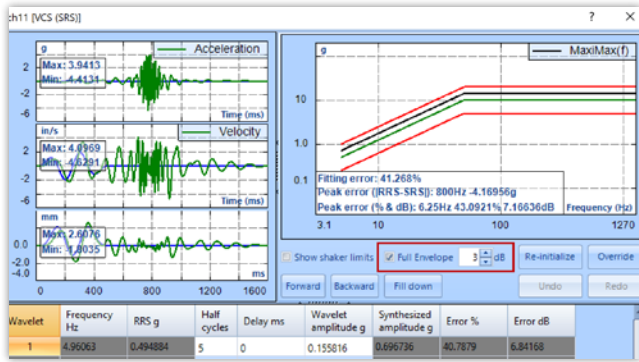 ch11 [VCS (SRS)]
? ×
g
Acceleration
2
-2
-6
Max: 3.9413
Min: -4.4131
Time (ms)
in/s
Velocity
2
-2
-6
Max: 4.0969
Min: -4.6291
Time (ms)
mm
0.0
-2.0
-4.0
Max: 2.6076
Min: -1.8035
ms
0 400 800 1200 1600
g
MaxiMax(f)
10
1.0
0.1
Fitting error: 41.268%
Peak error (|RRS-SRS|): 800Hz -4.16956g
Peak error (% & dB): 6.25Hz 43.0921% 7.16636dB
Frequency (Hz)
3.1 10 100 1270
Show shaker limits Full Envelope 3 dB Re-initialize Override
Forward Backward Fill down Undo Redo
Wavelet Frequency Hz RRS g Half cycles Delay ms Wavelet amplitude g Synthesized amplitude g Error % Error dB
1 4.96063 0.494884 5 0 0.155816 0.696736 40.7879 6.84168